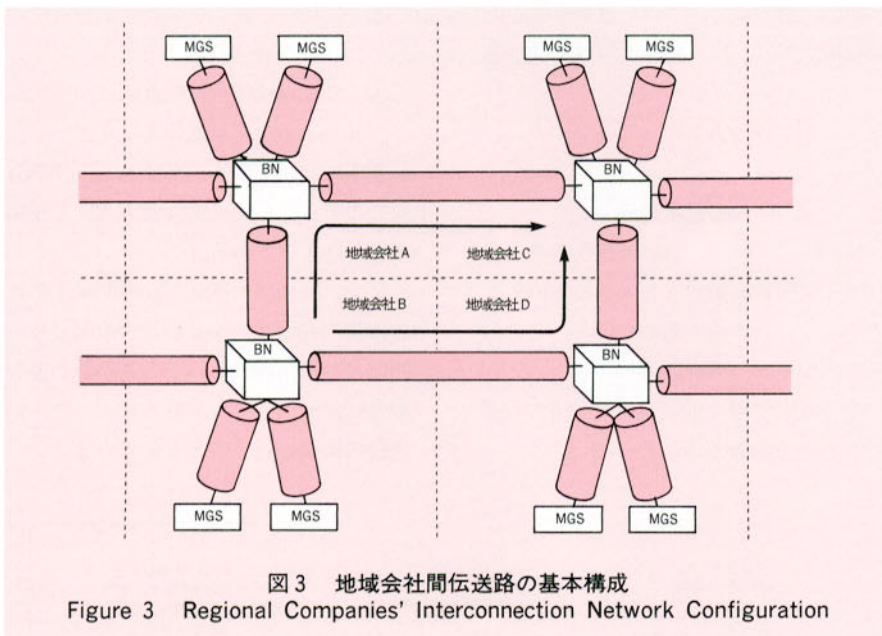 MGS MGS MGS MGS
BN BN
地域会社A 地域会社C
地域会社B 地域会社D
BN BN
MGS MGS MGS MGS
図3 地域会社間伝送路の基本構成
Figure 3 Regional Companies' Interconnection Network Configuration